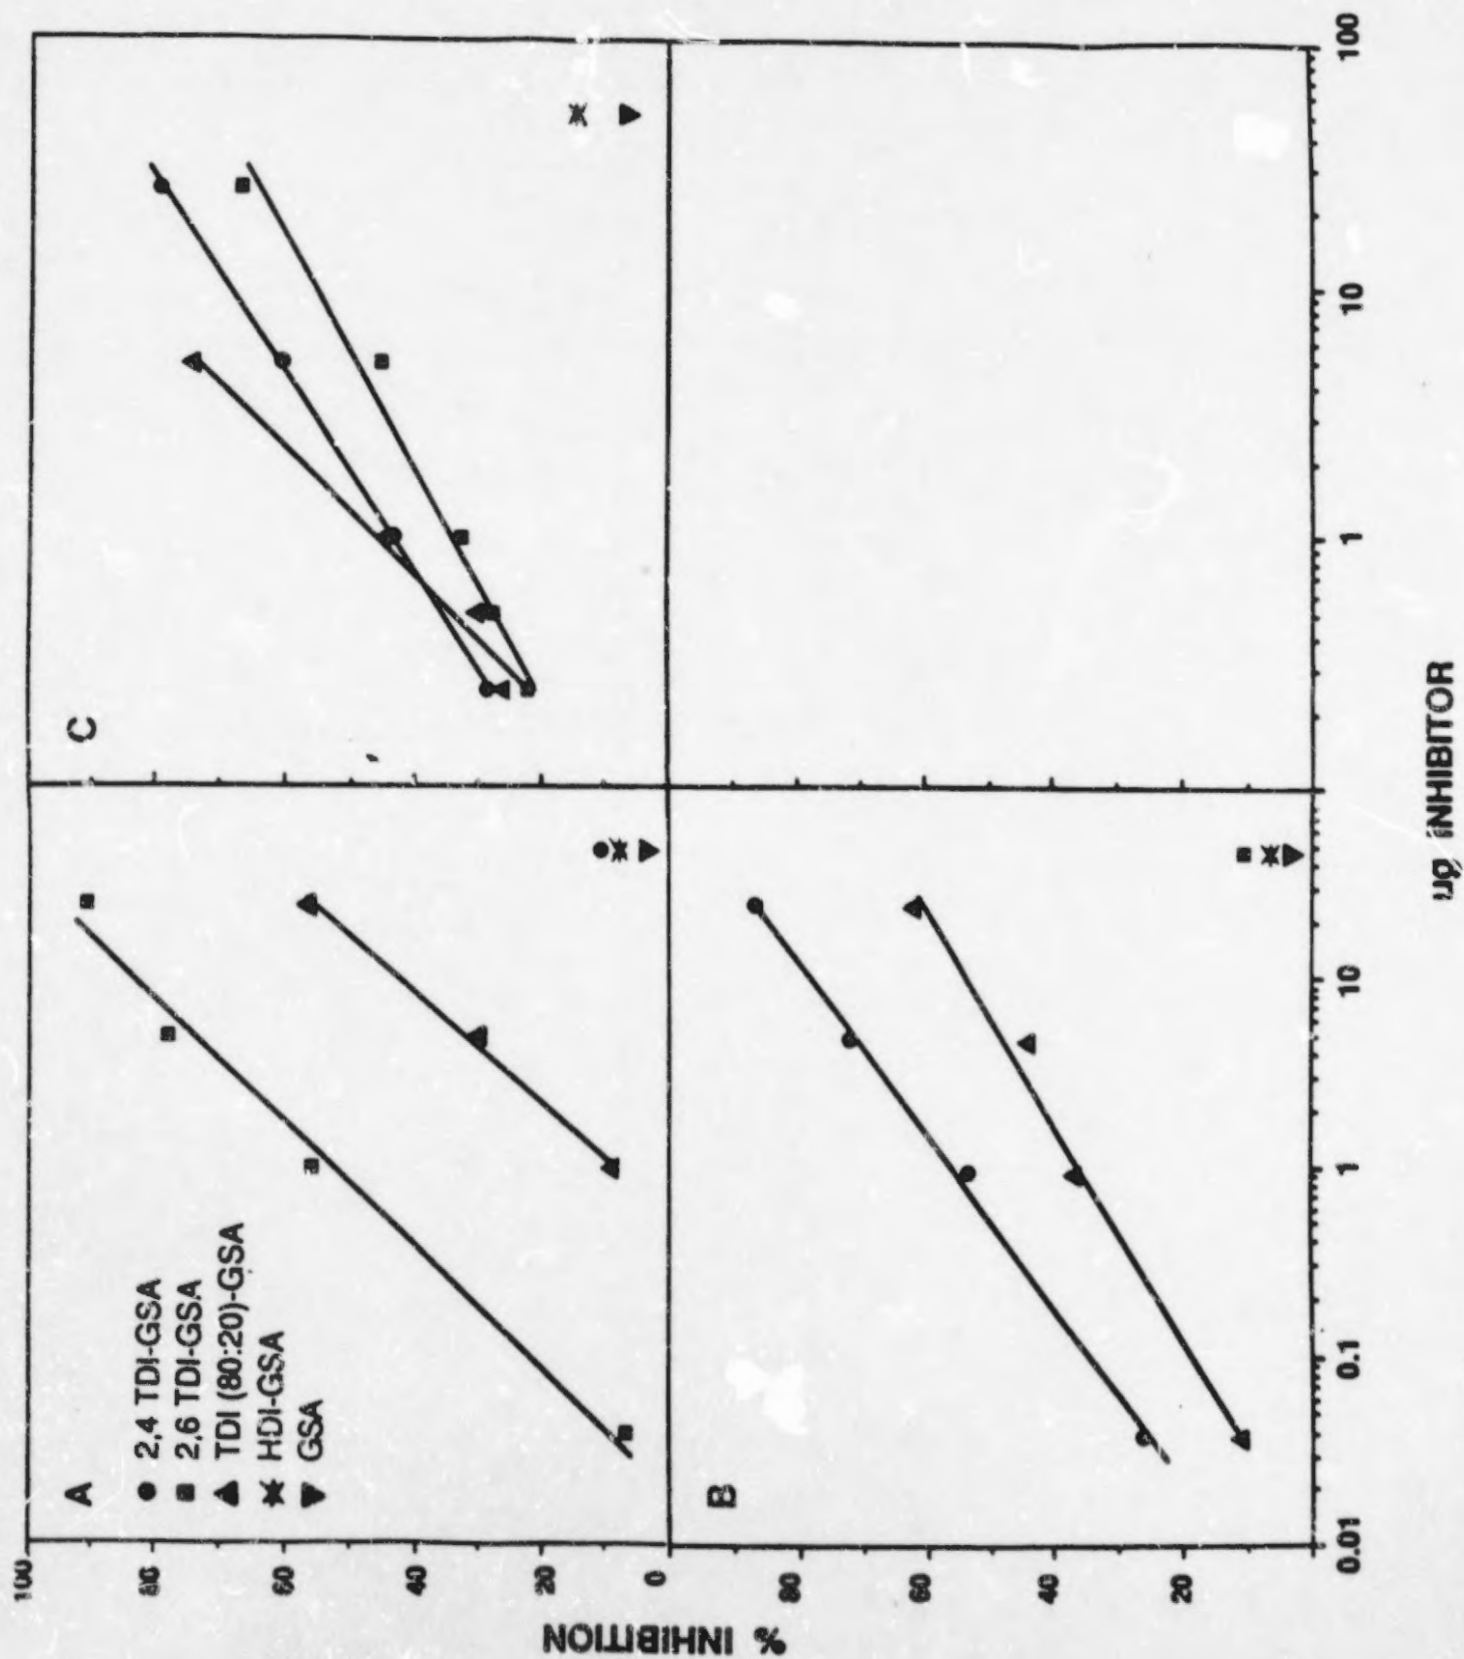 A
● 2,4 TDI-GSA
■ 2,6 TDI-GSA
▲ TDI (80:20)-GSA
✶ HDI-GSA
▼ GSA
C
B
% INHIBITION
100
80
60
40
20
0
80
60
40
20
0.01
0.1
1
10
1
10
100
µg INHIBITOR